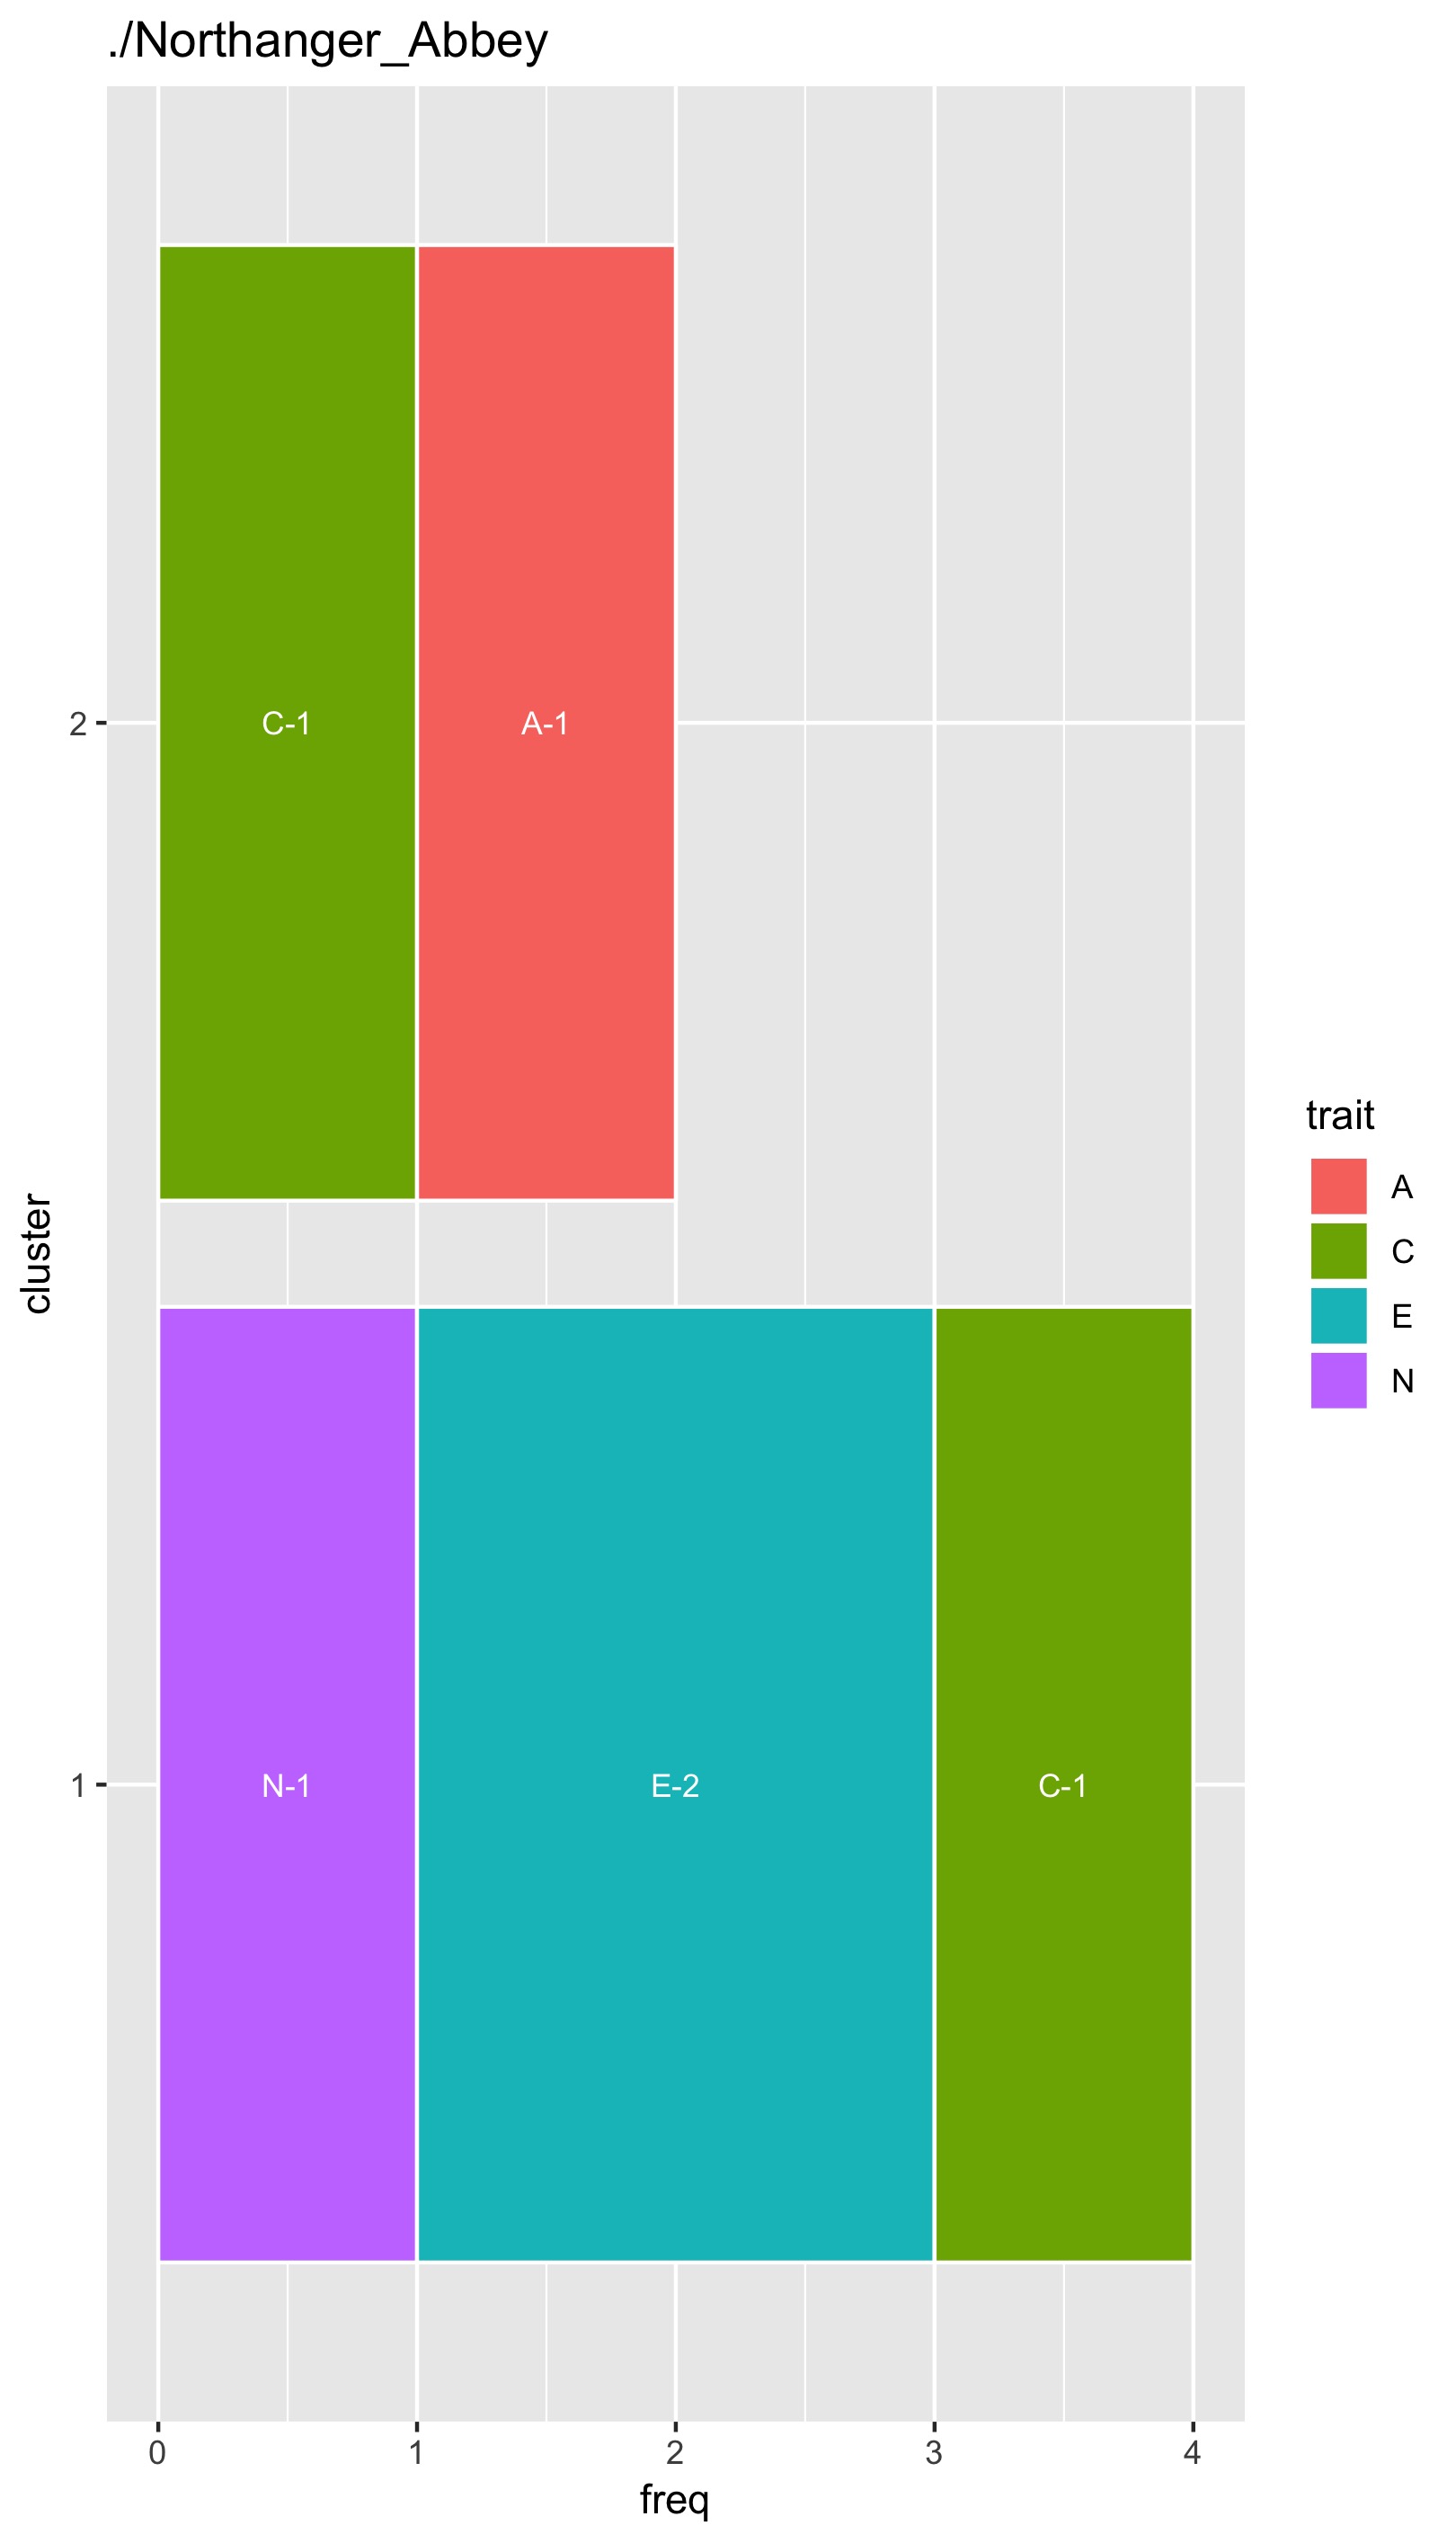 ./Northanger_Abbey
cluster
2
C-1
A-1
1
N-1
E-2
C-1
0
1
2
3
4
freq
trait
A
C
E
N